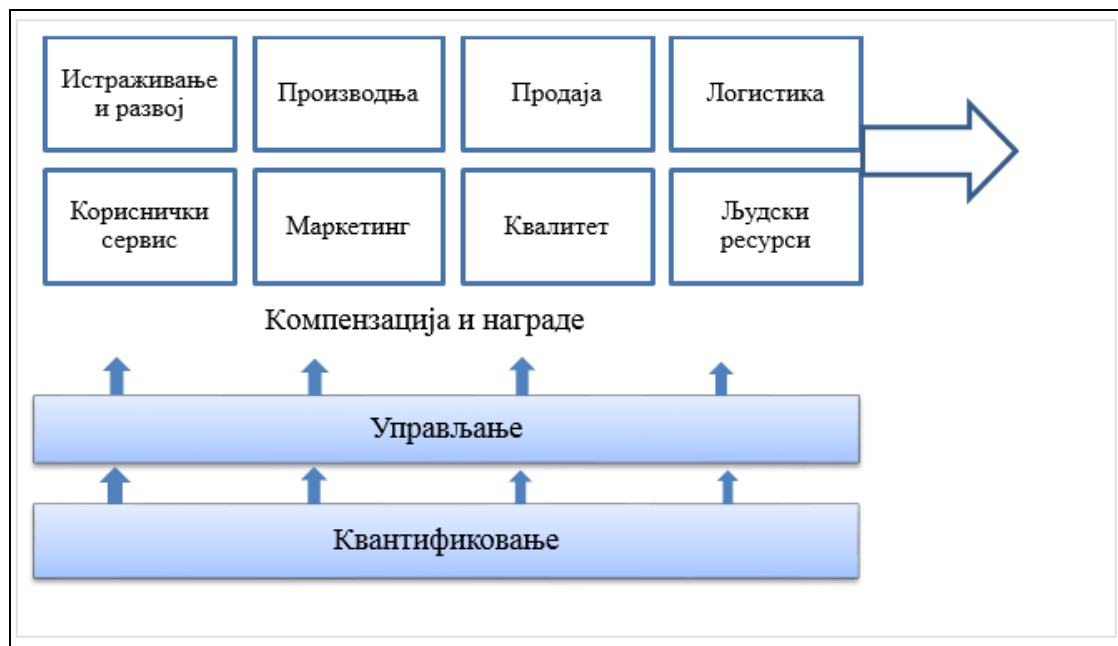 Истраживање
и развој
Производња
Продаја
Логистика
Кориснички
сервис
Маркетинг
Квалитет
Људски
ресурси
Компензација и награде
Управљање
Квантификовање